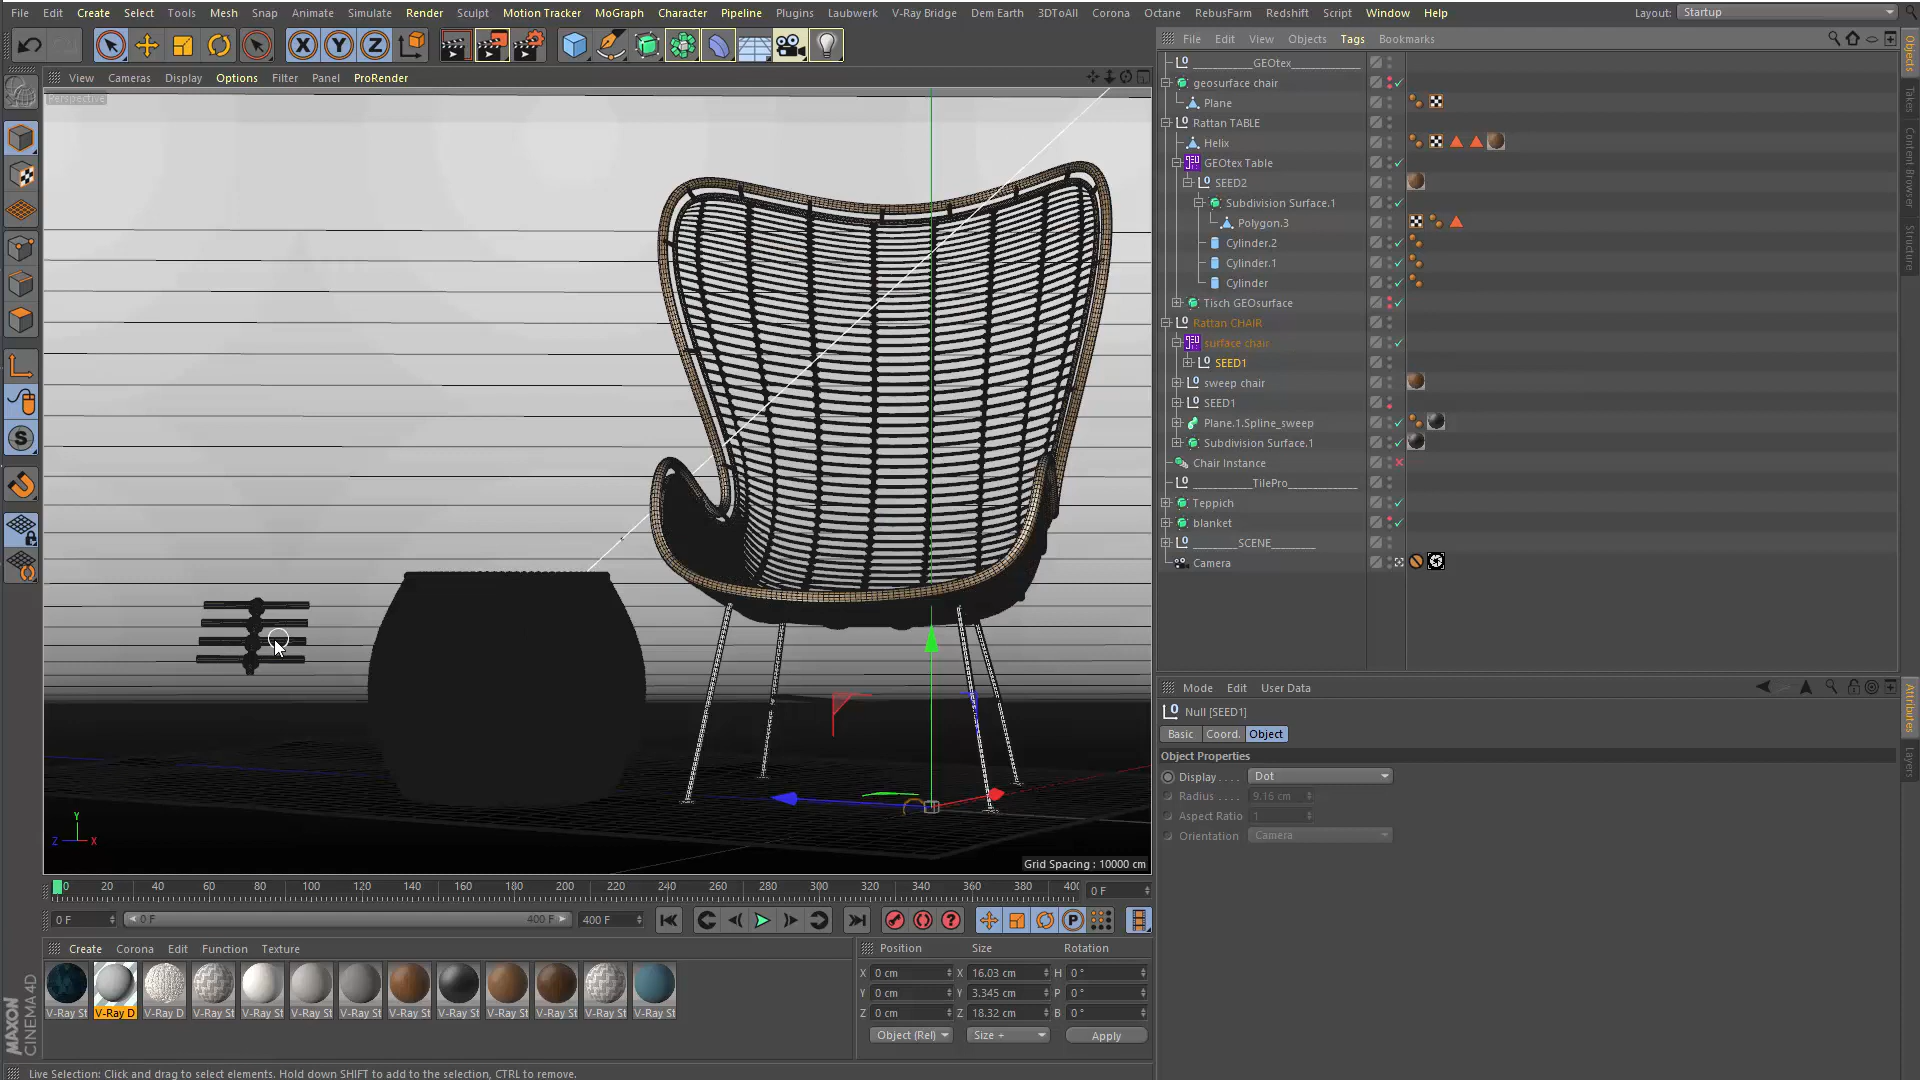 File Edit Create Select Tools Mesh Snap Animate Simulate Render Sculpt Motion Tracker MoGraph Character Pipeline Plugins Laubwerk V-Ray Bridge Dem Earth 3DToAll Corona Octane RebusFarm Redshift Script Window Help Layout: Startup
X Y Z
File Edit View Objects Tags Bookmarks
View Cameras Display Options Filter Panel ProRender
Perspective
__________GEOtex____________
geosurface chair
Plane
Rattan TABLE
Helix
GEOtex Table
SEED2
Subdivision Surface.1
Polygon.3
Cylinder.2
Cylinder.1
Cylinder
Tisch GEOsurface
Rattan CHAIR
surface chair
SEED1
sweep chair
SEED1
Plane.1.Spline_sweep
Subdivision Surface.1
Chair Instance
__________TilePro____________
Teppich
blanket
_______SCENE_______
Camera
Objects
Takes
Content Browser
Structure
Mode Edit User Data
Null [SEED1]
Basic Coord. Object
Object Properties
Display . . . . Dot
Radius . . . 9.16 cm
Aspect Ratio 1
Orientation Camera
Attributes
Layers
Y
Z X
Grid Spacing : 10000 cm
0 20 40 60 80 100 120 140 160 180 200 220 240 260 280 300 320 340 360 380 400 0 F
0 F 0 F 400 F 400 F
Create Corona Edit Function Texture
V-Ray St V-Ray D V-Ray D V-Ray St V-Ray St V-Ray St V-Ray St V-Ray St V-Ray St V-Ray St V-Ray St V-Ray St V-Ray St
Position Size Rotation
X 0 cm X 16.03 cm H 0 °
Y 0 cm Y 3.345 cm P 0 °
Z 0 cm Z 18.32 cm B 0 °
Object (Rel) Size + Apply
MAXON
CINEMA 4D
Live Selection: Click and drag to select elements. Hold down SHIFT to add to the selection, CTRL to remove.